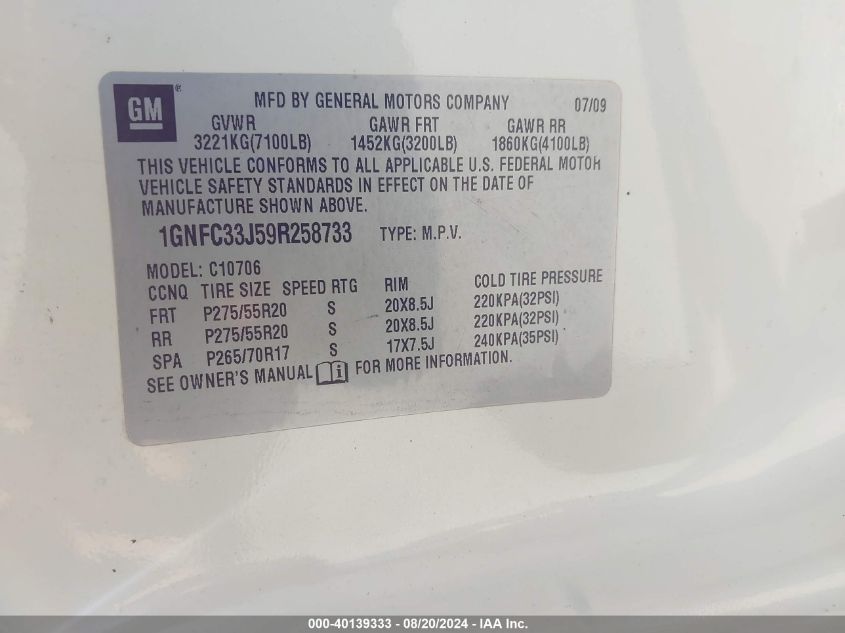 GM®
MFD BY GENERAL MOTORS COMPANY 07/09
GVWR GAWR FRT GAWR RR
3221KG(7100LB) 1452KG(3200LB) 1860KG(4100LB)
THIS VEHICLE CONFORMS TO ALL APPLICABLE U.S. FEDERAL MOTOR
VEHICLE SAFETY STANDARDS IN EFFECT ON THE DATE OF
MANUFACTURE SHOWN ABOVE.
1GNFC33J59R258733 TYPE: M.P.V.
MODEL: C10706
CCNQ TIRE SIZE SPEED RTG RIM COLD TIRE PRESSURE
FRT P275/55R20 S 20X8.5J 220KPA(32PSI)
RR P275/55R20 S 20X8.5J 220KPA(32PSI)
SPA P265/70R17 S 17X7.5J 240KPA(35PSI)
SEE OWNER'S MANUAL i FOR MORE INFORMATION.
000-40139333 - 08/20/2024 - IAA Inc.